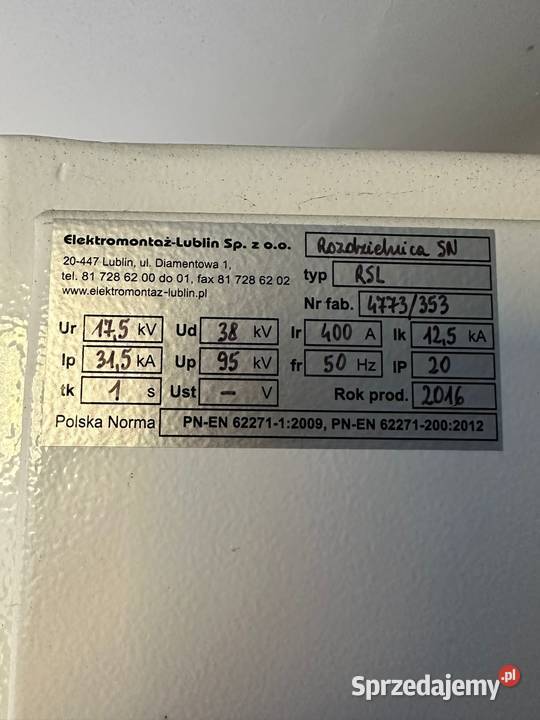 Elektromontaż-Lublin Sp. z o.o.
20-447 Lublin, ul. Diamentowa 1,
tel. 81 728 62 00 do 01, fax 81 728 62 02
www.elektromontaz-lublin.pl
Rozdzielnica SN
typ RSL
Nr fab. 4773/353
Ur 17,5 kV Ud 38 kV Ir 400 A Ik 12,5 kA
Ip 31,5 kA Up 95 kV fr 50 Hz IP 20
tk 1 s Ust – V Rok prod. 2016
Polska Norma PN-EN 62271-1:2009, PN-EN 62271-200:2012
Sprzedajemy.pl